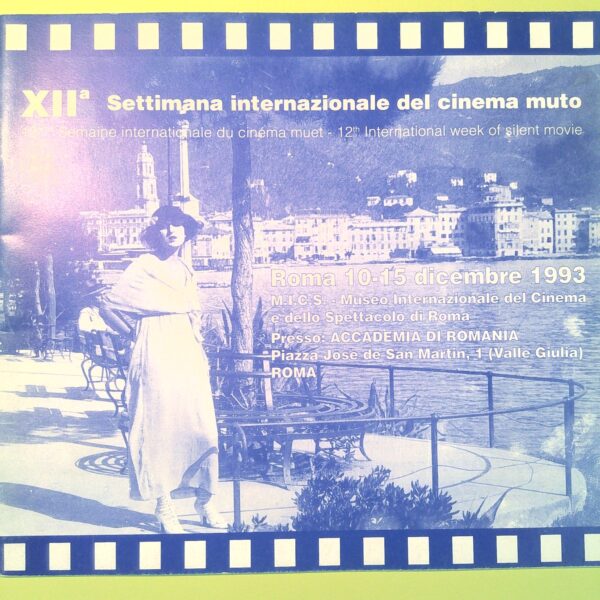 XIIª Settimana internazionale del cinema muto
Semaine internationale du cinéma muet - 12th International week of silent movie
Roma 10-15 dicembre 1993
M.I.C.S. - Museo Internazionale del Cinema
e dello Spettacolo di Roma
Presso: ACCADEMIA DI ROMANIA
Piazza José de San Martin, 1 (Valle Giulia)
ROMA